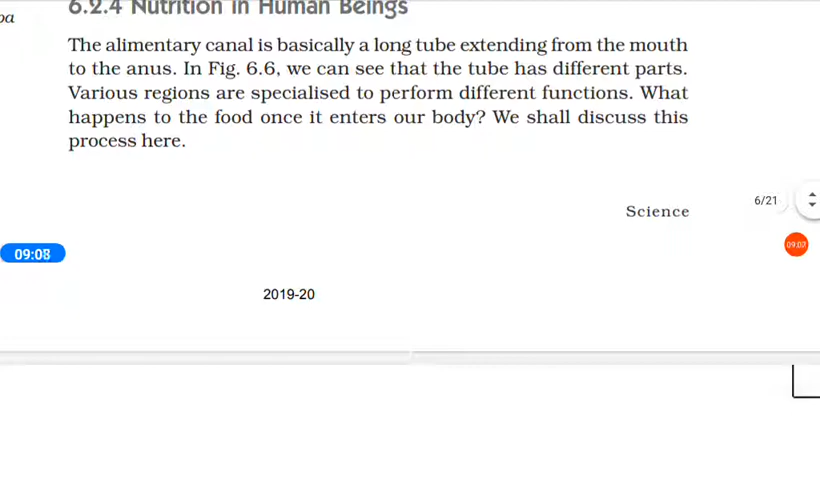 6.2.4 Nutrition in Human Beings
The alimentary canal is basically a long tube extending from the mouth
to the anus. In Fig. 6.6, we can see that the tube has different parts.
Various regions are specialised to perform different functions. What
happens to the food once it enters our body? We shall discuss this
process here.
6/21
Science
09:08
2019-20